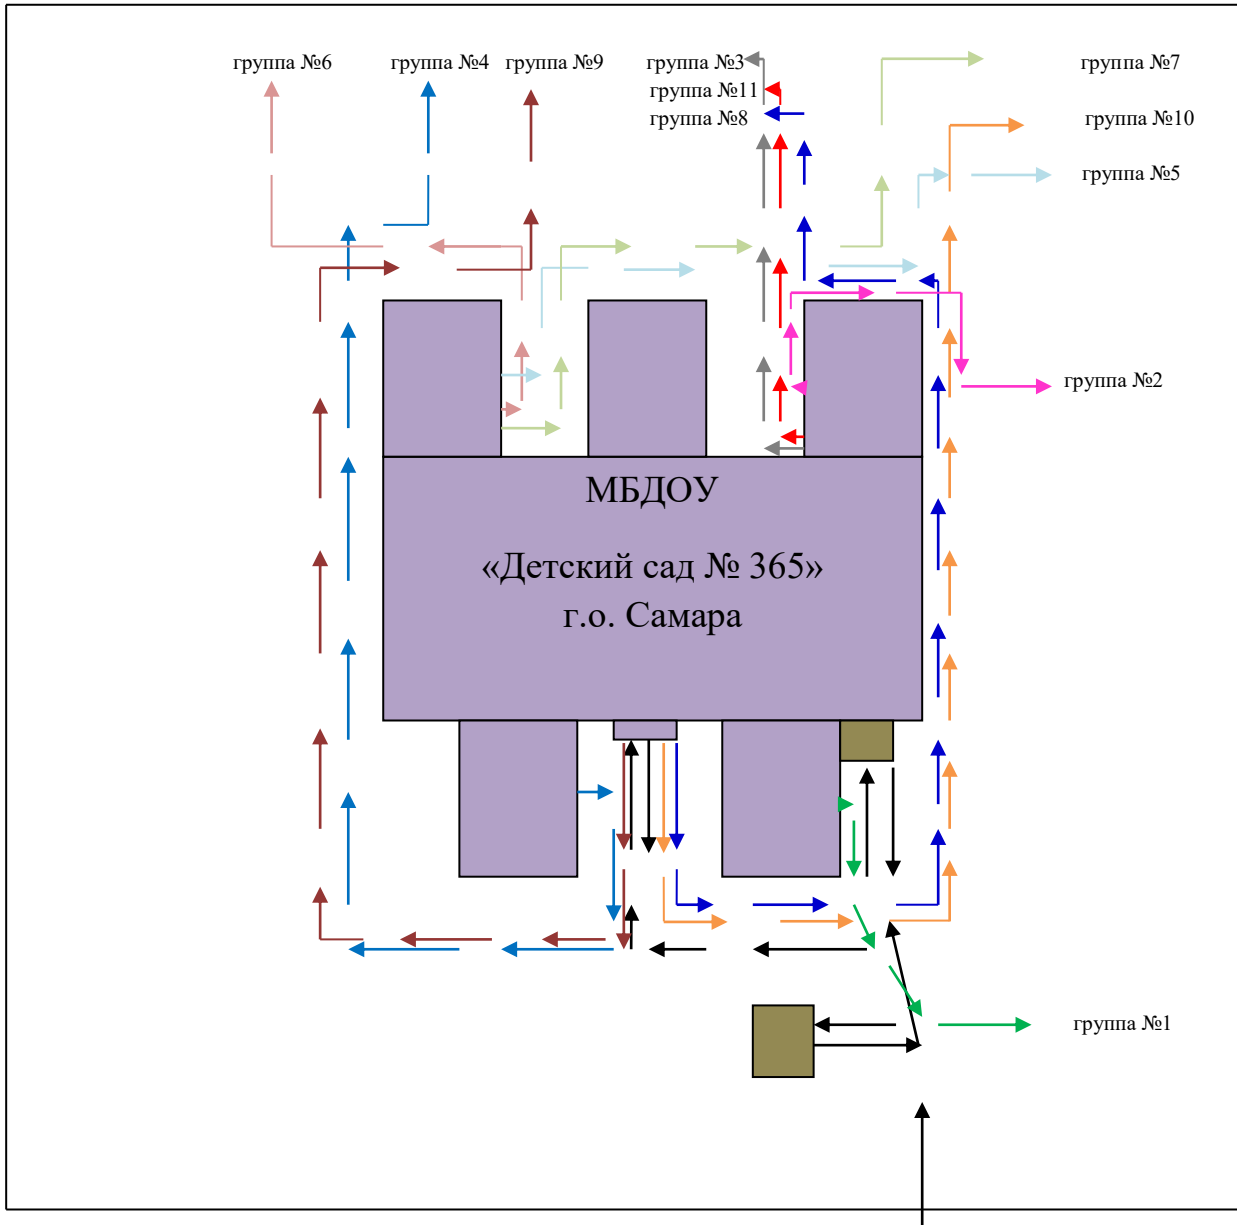 группа №6
группа №4
группа №9
группа №3
группа №7
группа №11
группа №8
группа №10
группа №5
группа №2
МБДОУ
«Детский сад № 365»
г.о. Самара
группа №1